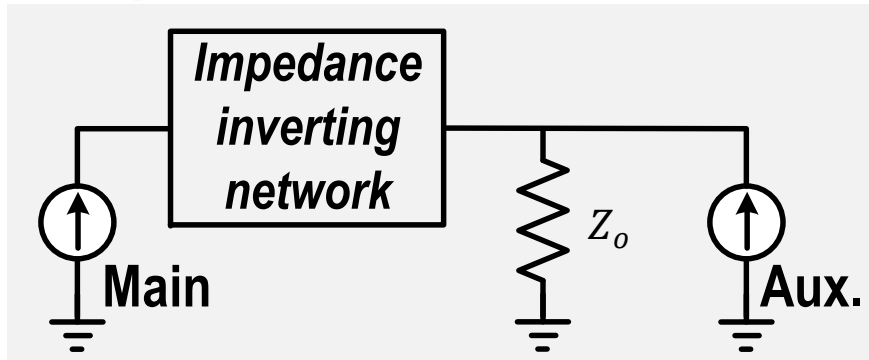 Impedance
inverting
network
Z_o
Main
Aux.